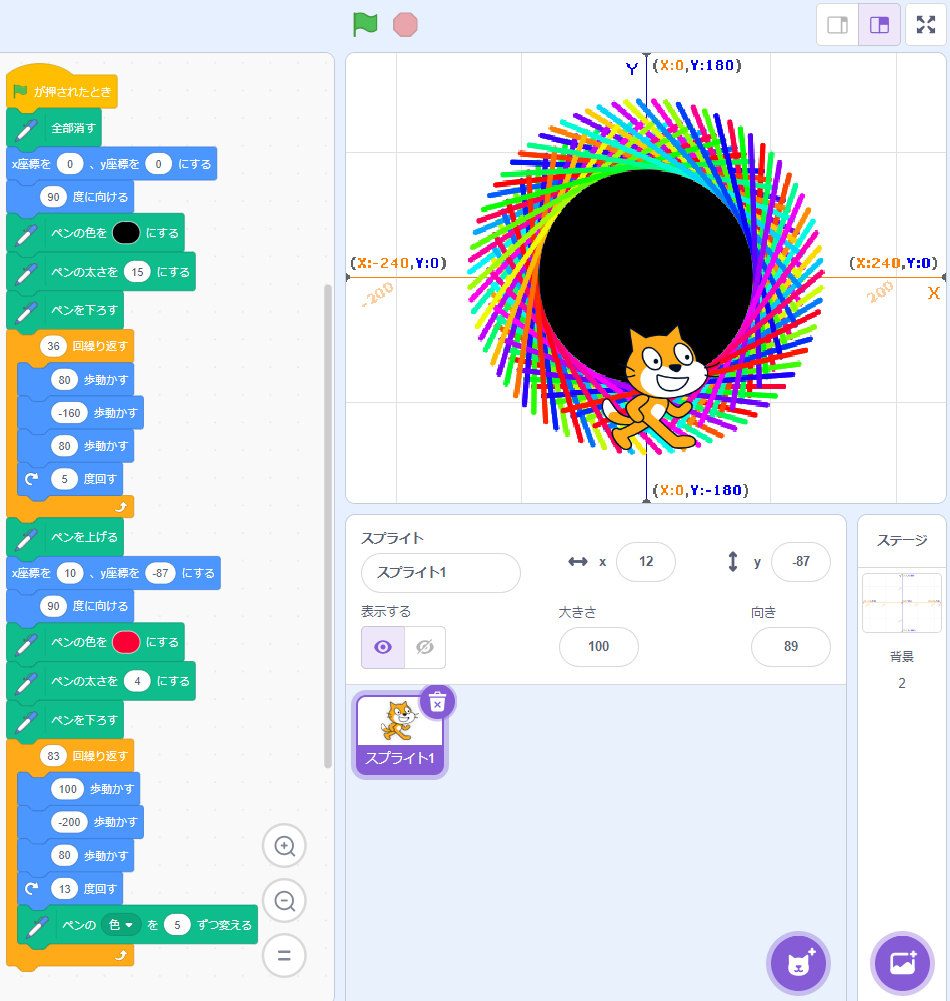 が押されたとき
全部消す
x座標を 0 、y座標を 0 にする
90 度に向ける
ペンの色を にする
ペンの太さを 15 にする
ペンを下ろす
36 回繰り返す
80 歩動かす
-160 歩動かす
80 歩動かす
5 度回す
ペンを上げる
x座標を 10 、y座標を -87 にする
90 度に向ける
ペンの色を にする
ペンの太さを 4 にする
ペンを下ろす
83 回繰り返す
100 歩動かす
-200 歩動かす
80 歩動かす
13 度回す
ペンの 色 を 5 ずつ変える
Y (X:0,Y:180)
(X:-240,Y:0)
(X:240,Y:0)
-200
200
X
(X:0,Y:-180)
スプライト
スプライト1
x 12
y -87
表示する
大きさ
向き
100
89
スプライト1
ステージ
背景
2